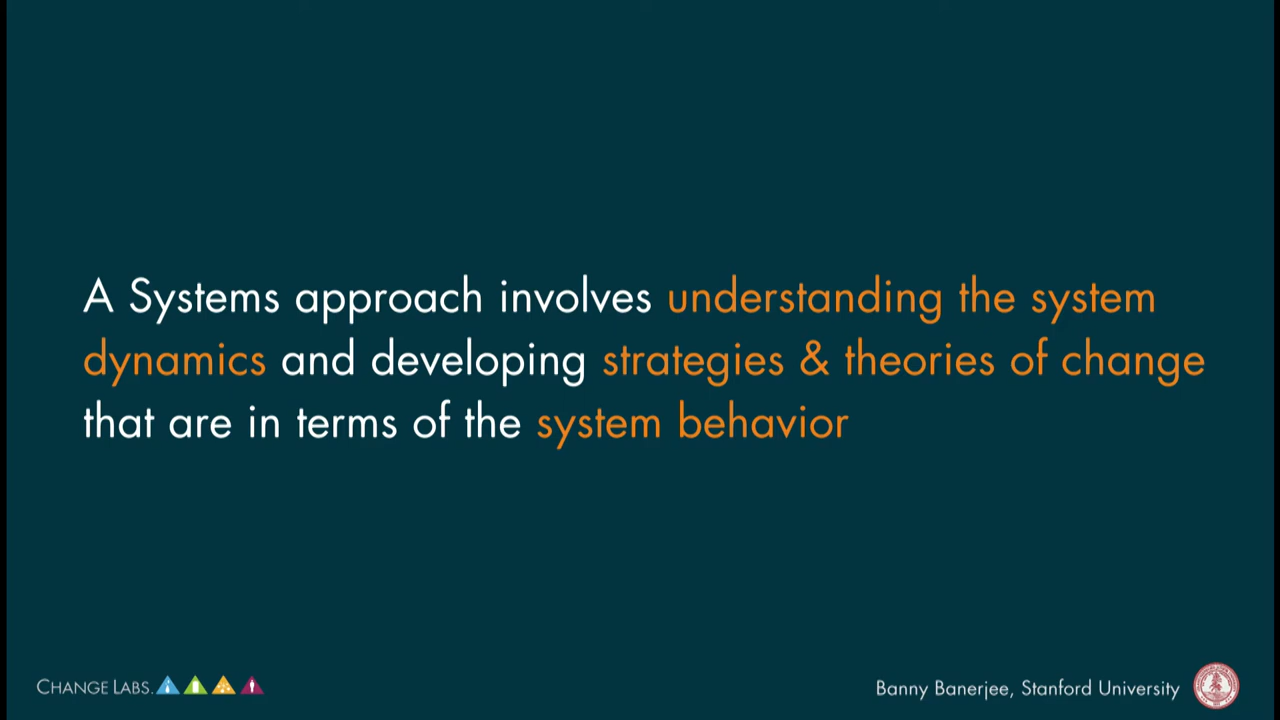 A Systems approach involves understanding the system
dynamics and developing strategies & theories of change
that are in terms of the system behavior
CHANGE LABS.
Banny Banerjee, Stanford University